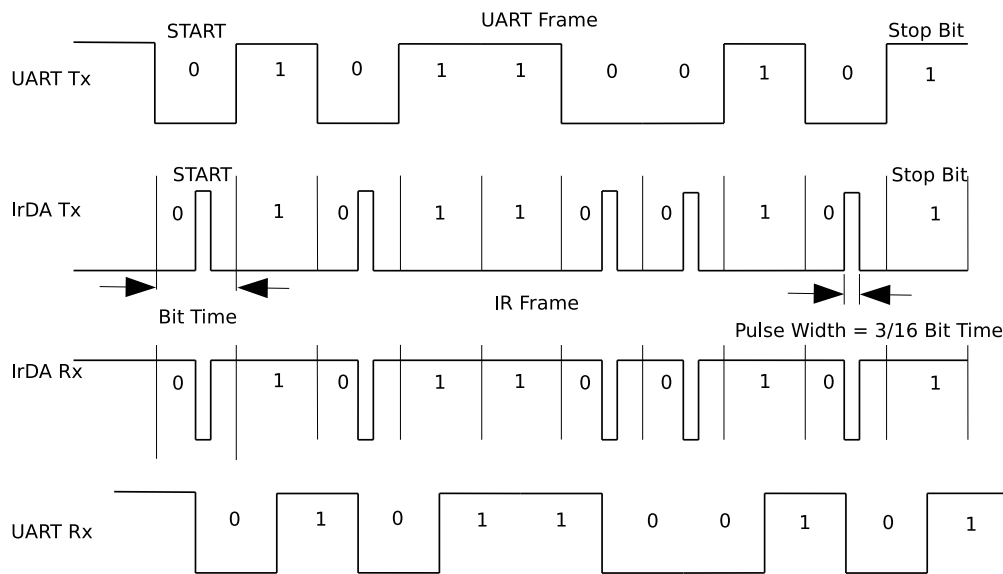 UART Frame
START
Stop Bit
UART Tx
0 1 0 1 1 0 0 1 0 1
START
Stop Bit
IrDA Tx
0 1 0 1 1 0 0 1 0 1
Bit Time
IR Frame
Pulse Width = 3/16 Bit Time
IrDA Rx
0 1 0 1 1 0 0 1 0 1
UART Rx
0 1 0 1 1 0 0 1 0 1